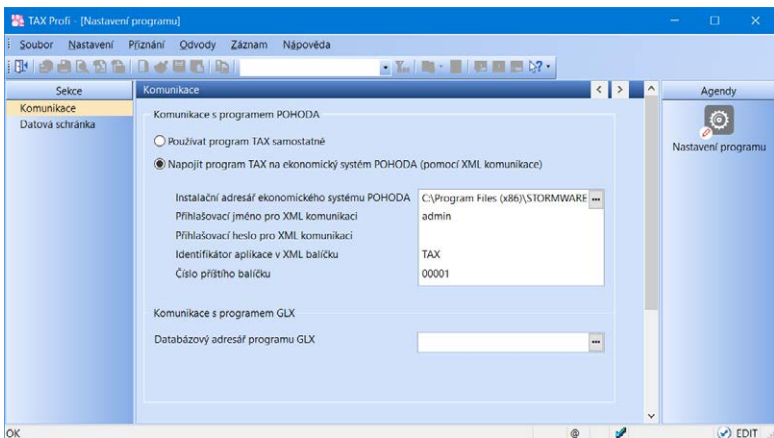 TAX Profi - [Nastavení programu]
Soubor Nastavení Přiznání Odvody Záznam Nápověda
Sekce
Komunikace
Datová schránka
Komunikace
Komunikace s programem POHODA
Používat program TAX samostatně
Napojit program TAX na ekonomický systém POHODA (pomocí XML komunikace)
Instalační adresář ekonomického systému POHODA C:\Program Files (x86)\STORMWARE ...
Přihlašovací jméno pro XML komunikaci admin
Přihlašovací heslo pro XML komunikaci
Identifikátor aplikace v XML balíčku TAX
Číslo příštího balíčku 00001
Komunikace s programem GLX
Databázový adresář programu GLX ...
Agendy
Nastavení programu
OK @ EDIT